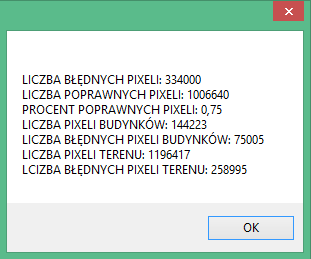 LICZBA BŁĘDNYCH PIXELI: 334000
LICZBA POPRAWNYCH PIXELI: 1006640
PROCENT POPRAWNYCH PIXELI: 0,75
LICZBA PIXELI BUDYNKÓW: 144223
LICZBA BŁĘDNYCH PIXELI BUDYNKÓW: 75005
LICZBA PIXELI TERENU: 1196417
LCIZBA BŁĘDNYCH PIXELI TERENU: 258995
OK